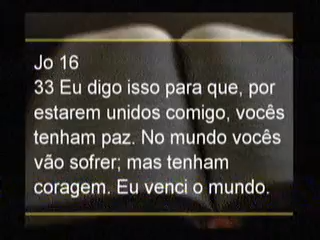 Jo 16
33 Eu digo isso para que, por
estarem unidos comigo, vocês
tenham paz. No mundo vocês
vão sofrer; mas tenham
coragem. Eu venci o mundo.